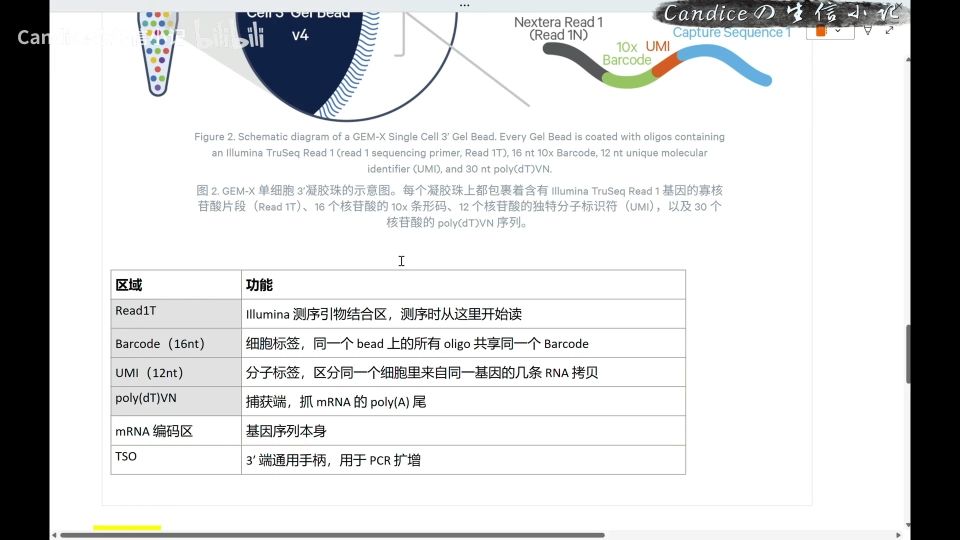 Candiceの生信小记
bilibili
Cell 3' Gel Bead
v4
Nextera Read 1
(Read 1N)
10x
Barcode
UMI
Capture Sequence 1
Figure 2. Schematic diagram of a GEM-X Single Cell 3' Gel Bead. Every Gel Bead is coated with oligos containing
an Illumina TruSeq Read 1 (read 1 sequencing primer, Read 1T), 16 nt 10x Barcode, 12 nt unique molecular
identifier (UMI), and 30 nt poly(dT)VN.
图 2. GEM-X 单细胞 3'凝胶珠的示意图。每个凝胶珠上都包裹着含有 Illumina TruSeq Read 1 基因的寡核
苷酸片段（Read 1T）、16 个核苷酸的 10x 条形码、12 个核苷酸的独特分子标识符（UMI），以及 30 个
核苷酸的 poly(dT)VN 序列。
区域 功能
Read1T Illumina 测序引物结合区，测序时从这里开始读
Barcode（16nt） 细胞标签，同一个 bead 上的所有 oligo 共享同一个 Barcode
UMI（12nt） 分子标签，区分同一个细胞里来自同一基因的几条 RNA 拷贝
poly(dT)VN 捕获端，抓 mRNA 的 poly(A) 尾
mRNA 编码区 基因序列本身
TSO 3' 端通用手柄，用于 PCR 扩增